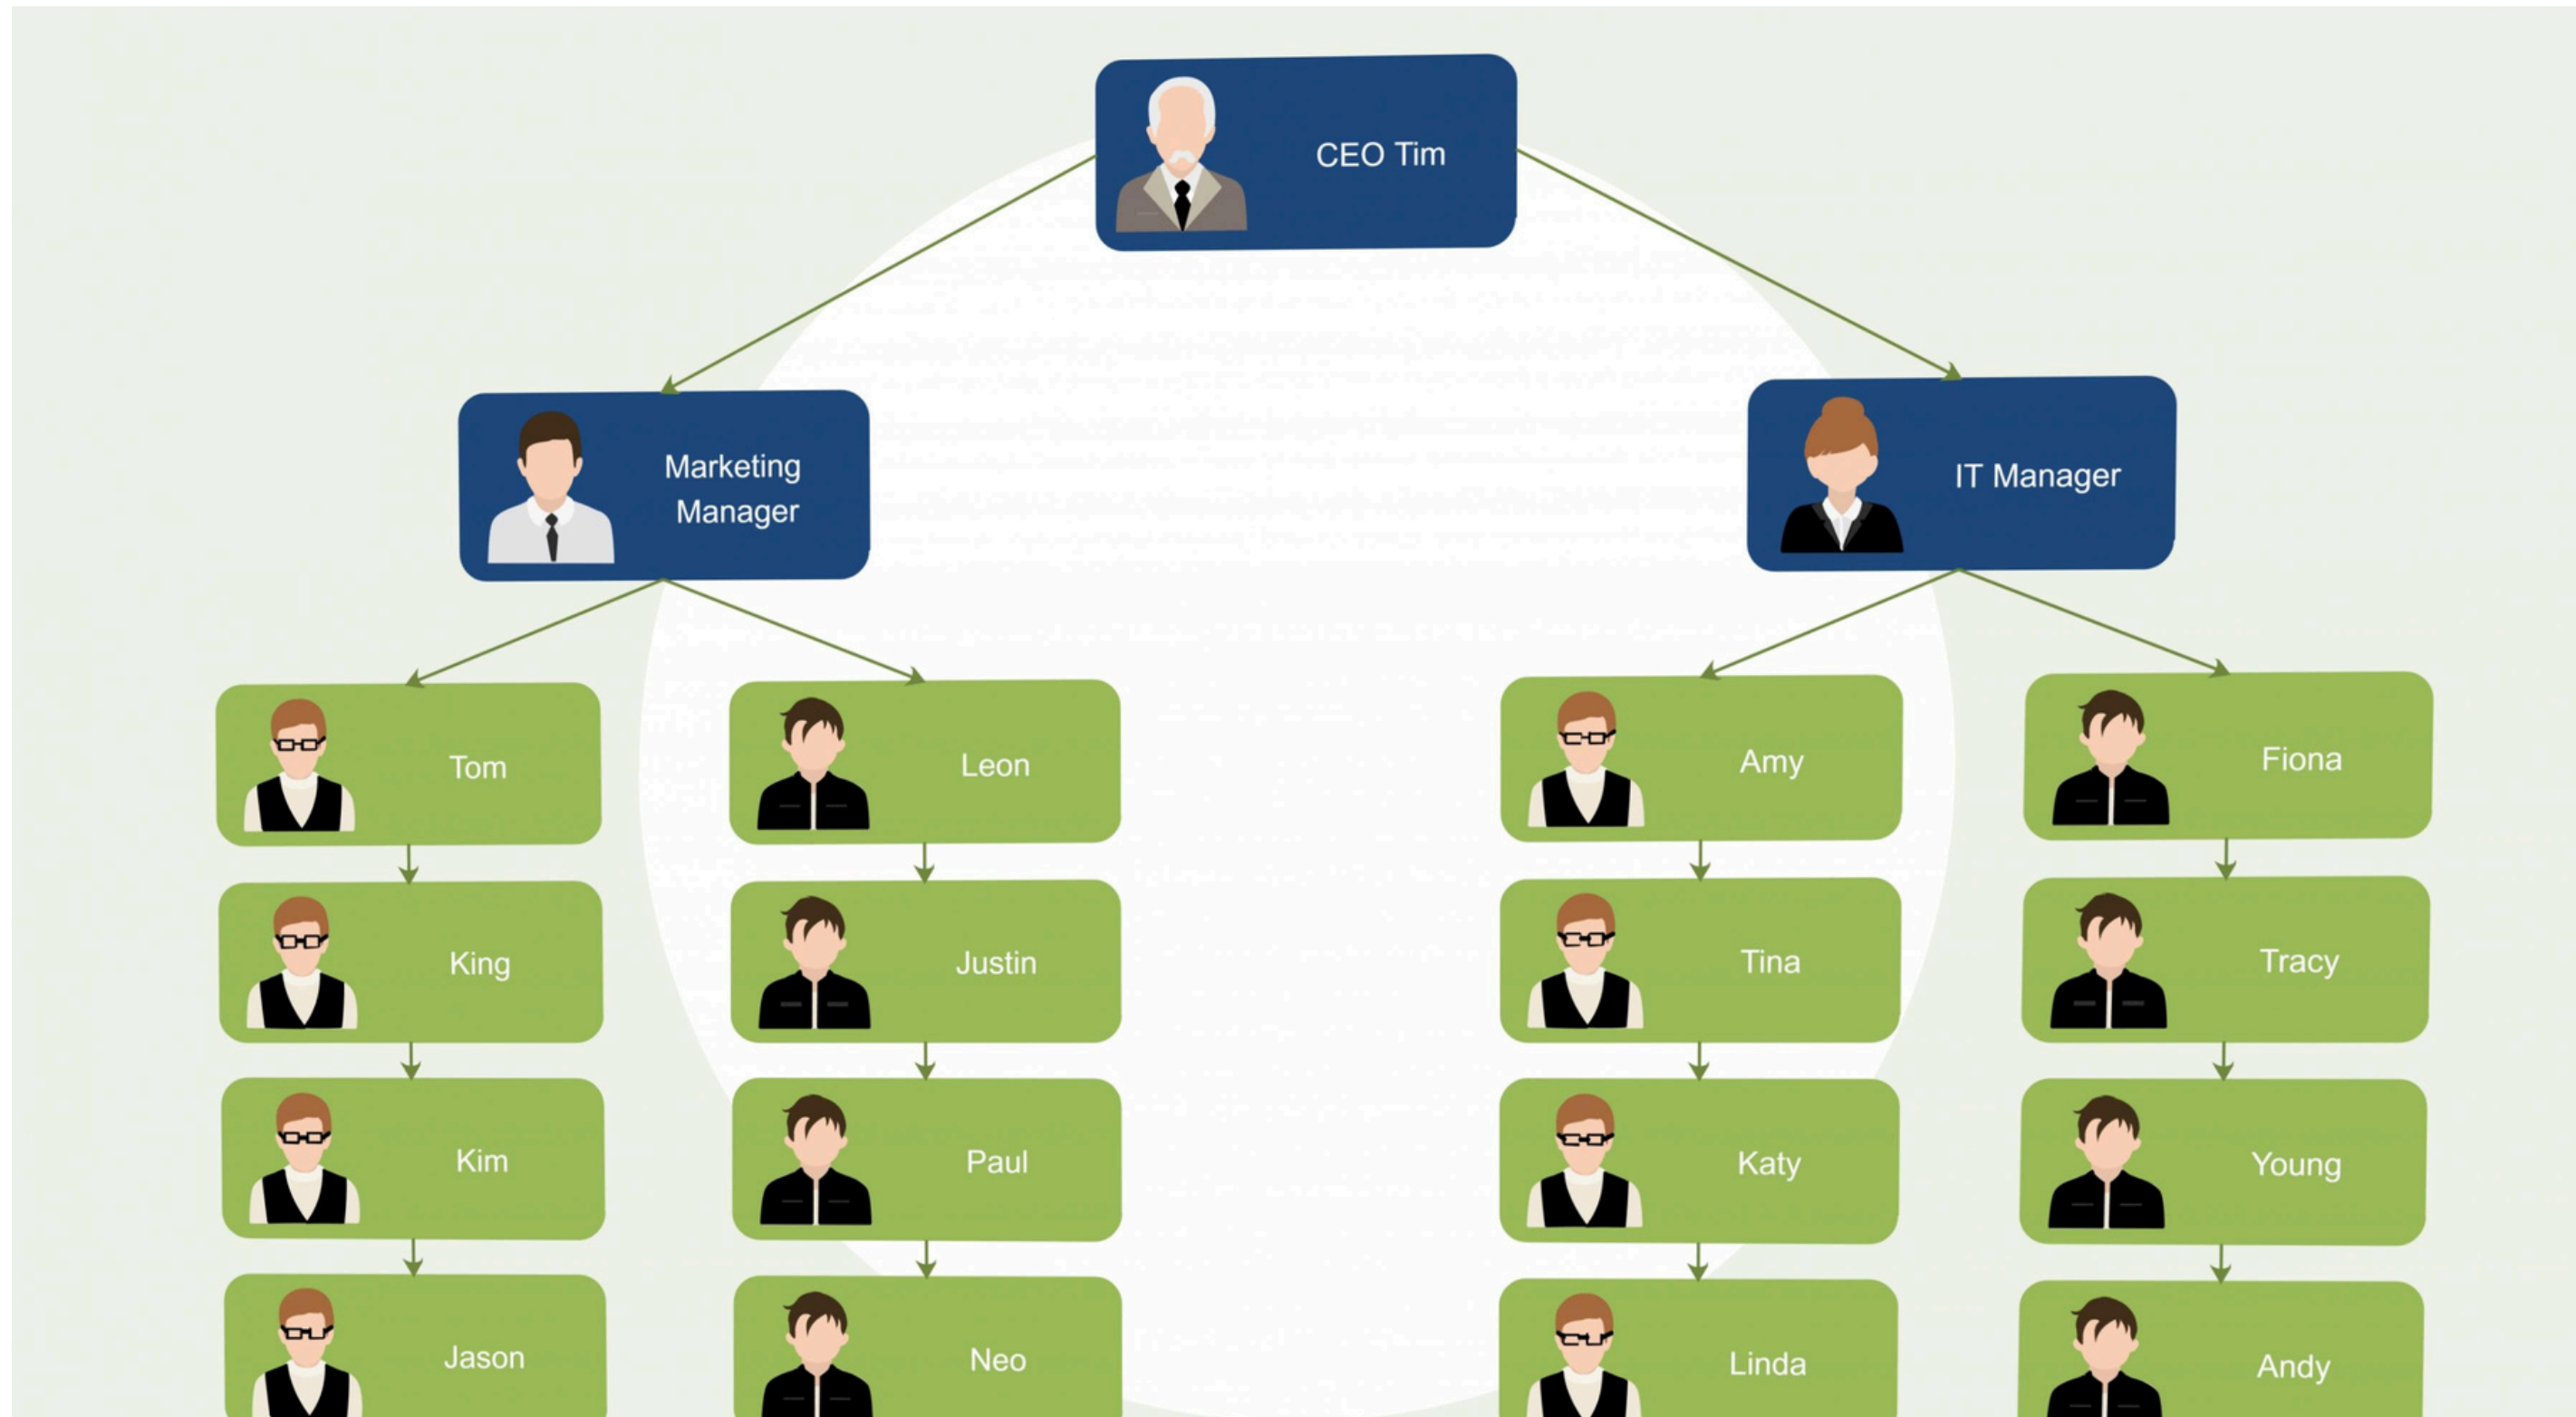 CEO Tim
Marketing
Manager
IT Manager
Tom
Leon
Amy
Fiona
King
Justin
Tina
Tracy
Kim
Paul
Katy
Young
Jason
Neo
Linda
Andy